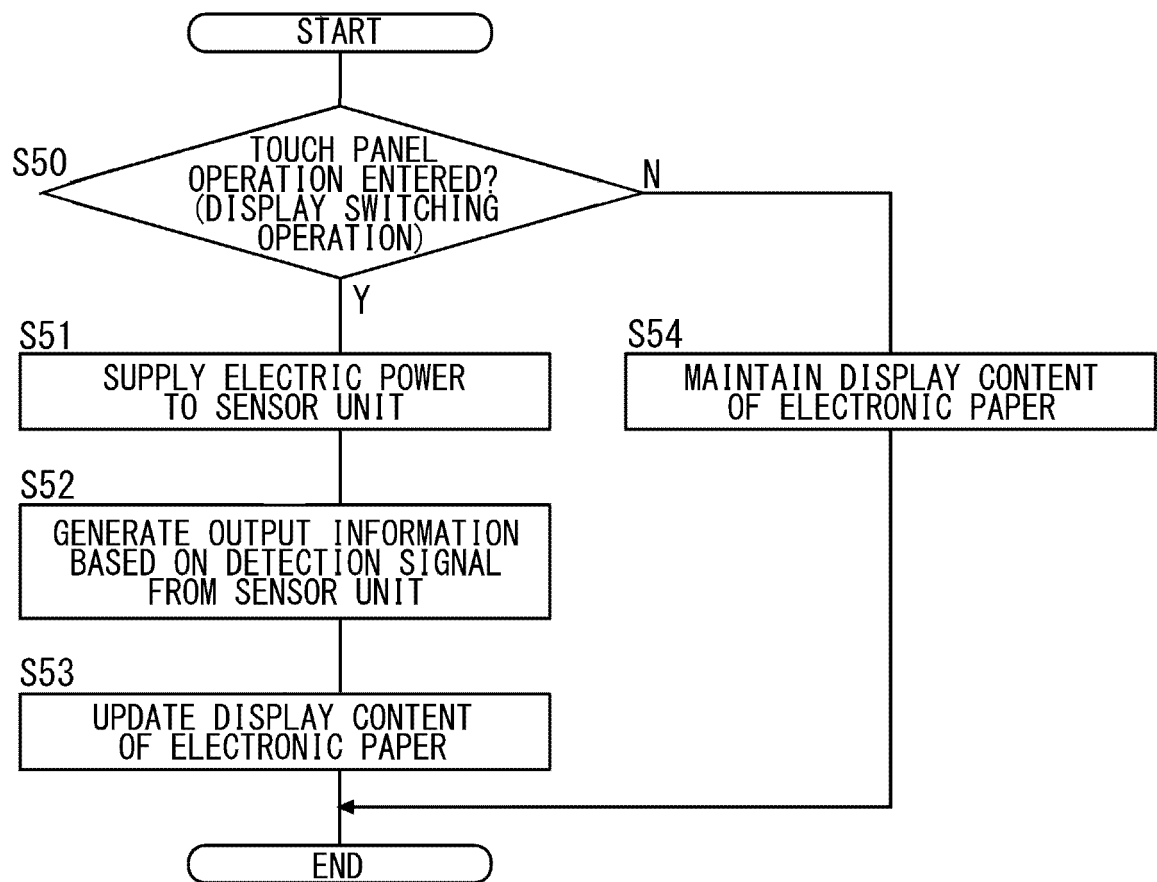 START
S50
TOUCH PANEL
OPERATION ENTERED?
(DISPLAY SWITCHING
OPERATION)
N
Y
S51
SUPPLY ELECTRIC POWER
TO SENSOR UNIT
S54
MAINTAIN DISPLAY CONTENT
OF ELECTRONIC PAPER
S52
GENERATE OUTPUT INFORMATION
BASED ON DETECTION SIGNAL
FROM SENSOR UNIT
S53
UPDATE DISPLAY CONTENT
OF ELECTRONIC PAPER
END